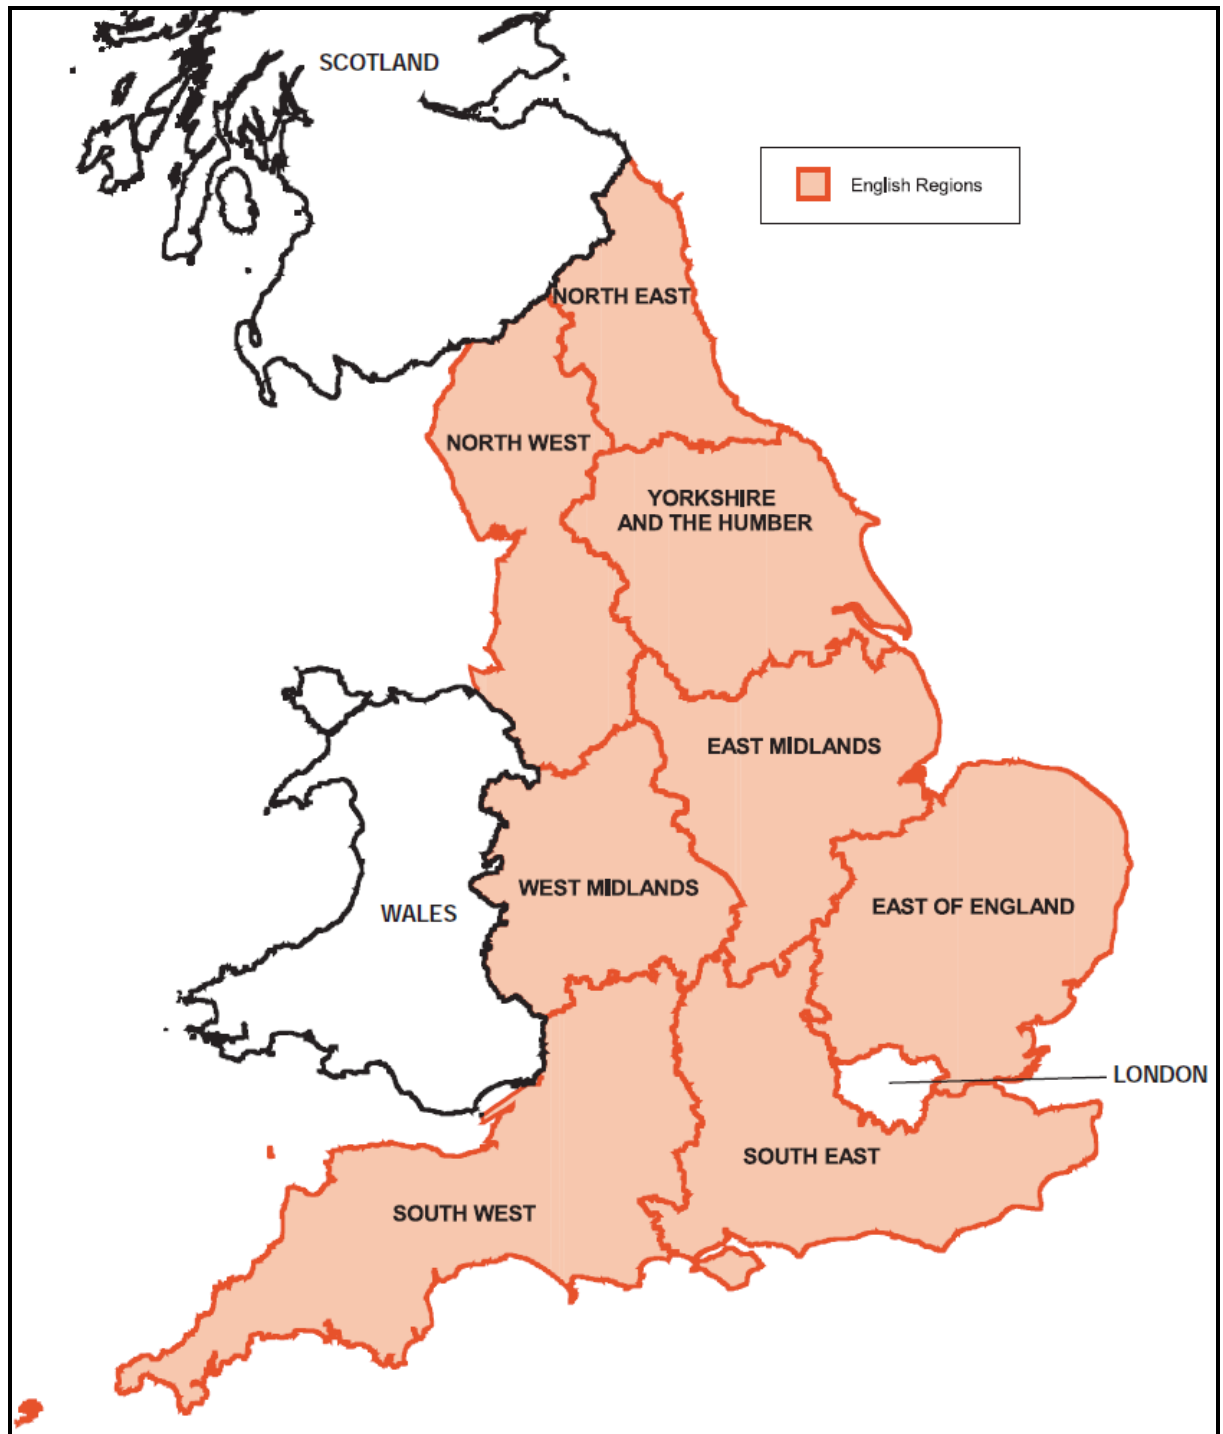 SCOTLAND
English Regions
NORTH EAST
NORTH WEST
YORKSHIRE
AND THE HUMBER
EAST MIDLANDS
WEST MIDLANDS
EAST OF ENGLAND
WALES
LONDON
SOUTH EAST
SOUTH WEST